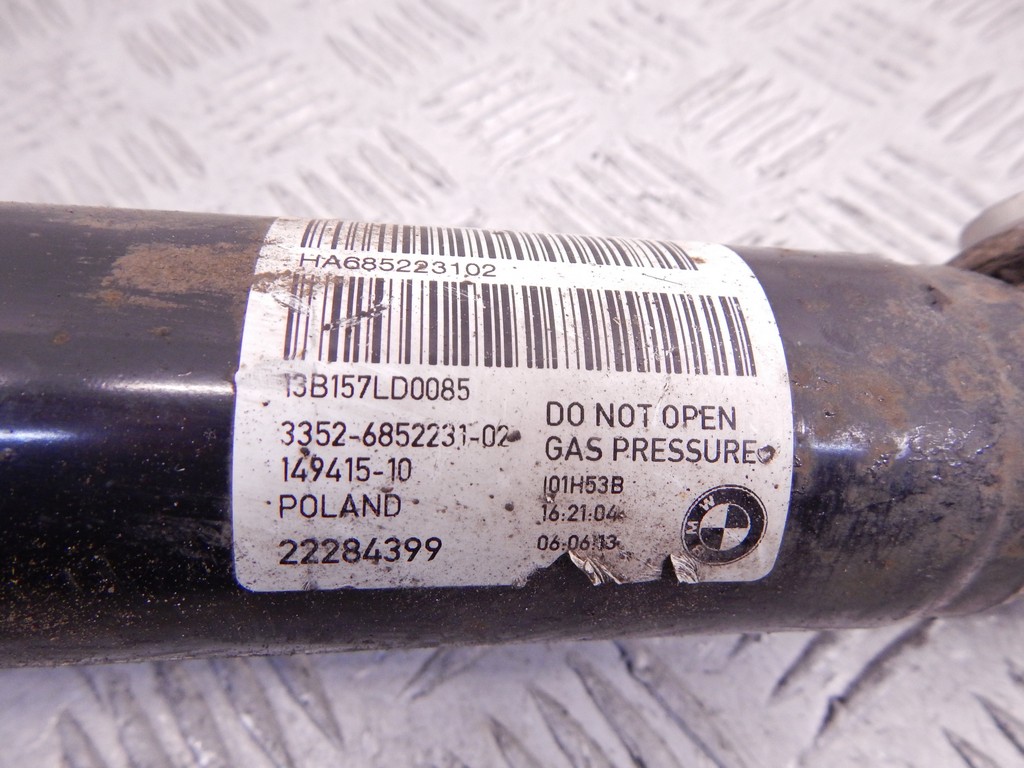 HA685223102
13B157LD0085
3352-6852231-02
149415-10
POLAND
22284399
DO NOT OPEN
GAS PRESSURE
I01H53B
16:21:04
06.06.13
BMW